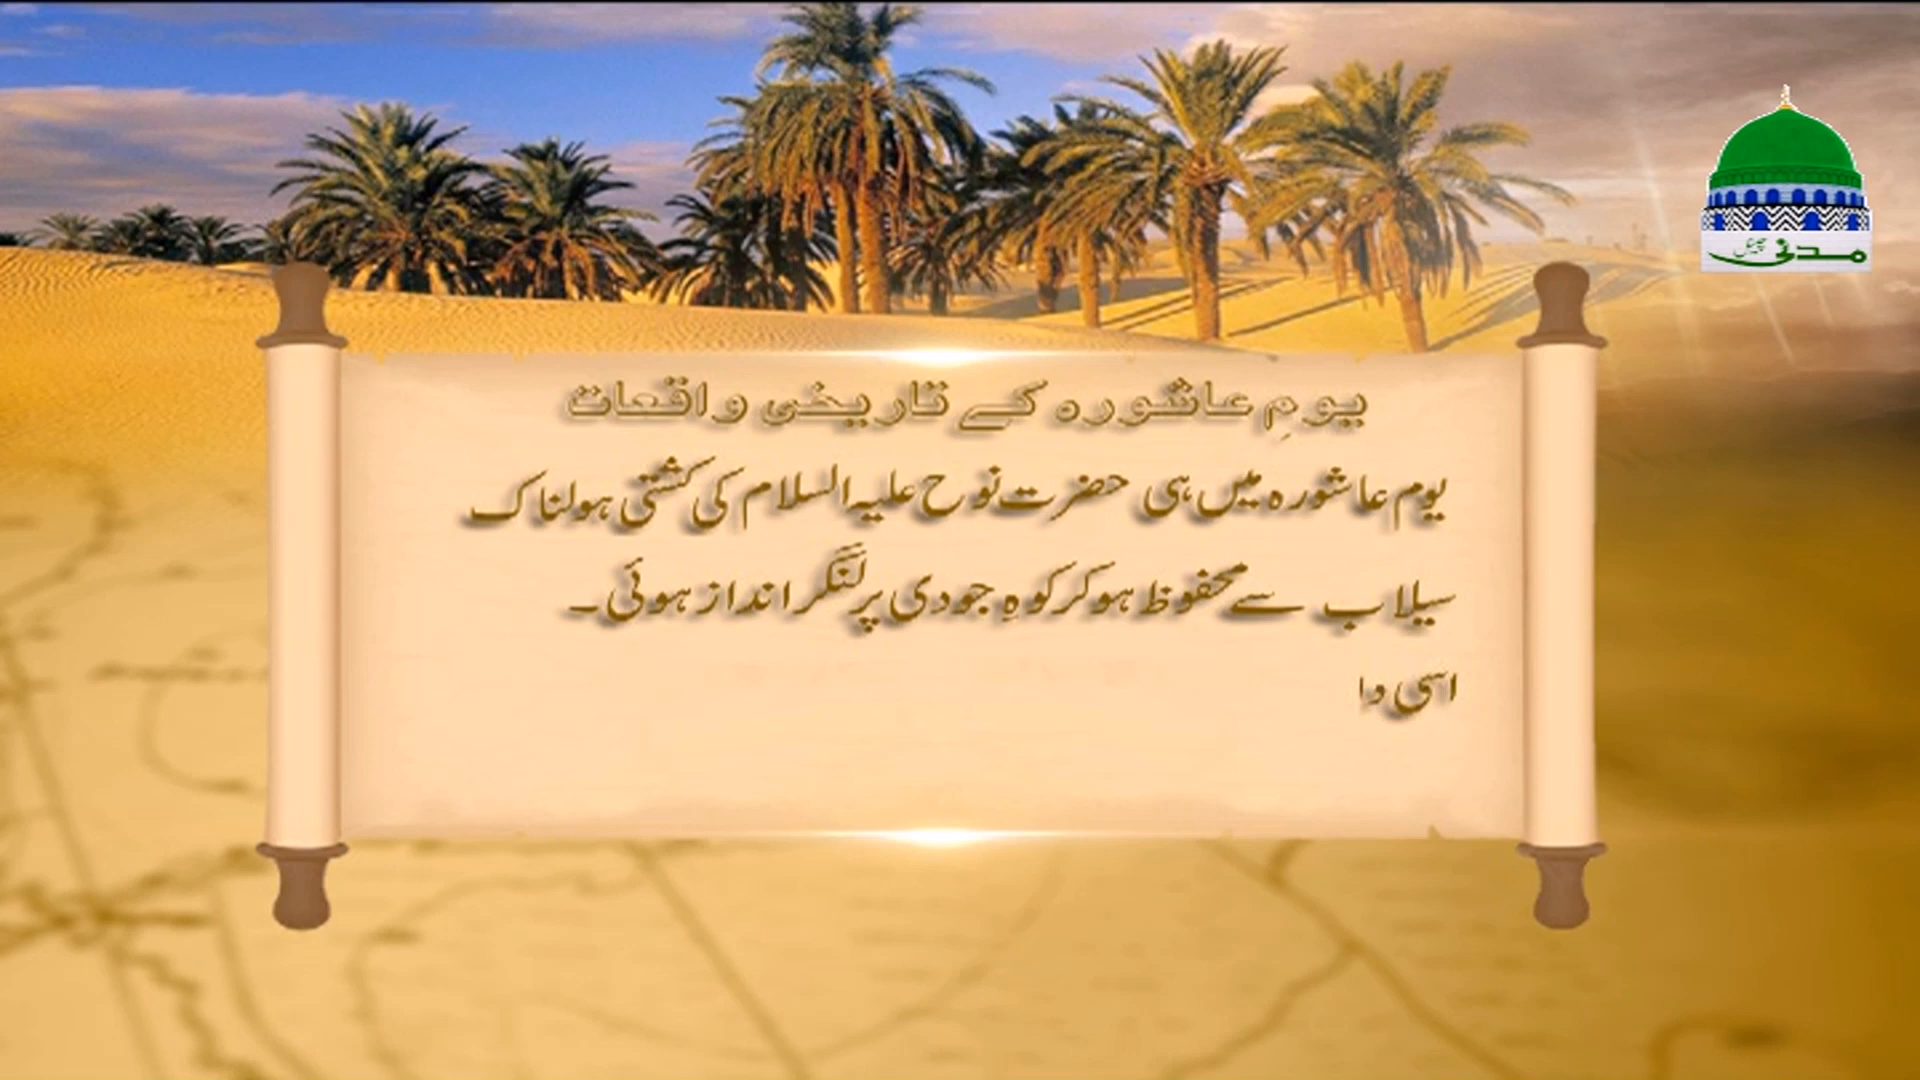 مدنی چینل
یومِ عاشورہ کے تاریخی واقعات
یوم عاشورہ میں ہی حضرت نوح علیہ السلام کی کشتی ہولناک
سیلاب سے محفوظ ہو کر کوہِ جودی پر لنگر انداز ہوئی ۔
اسی د